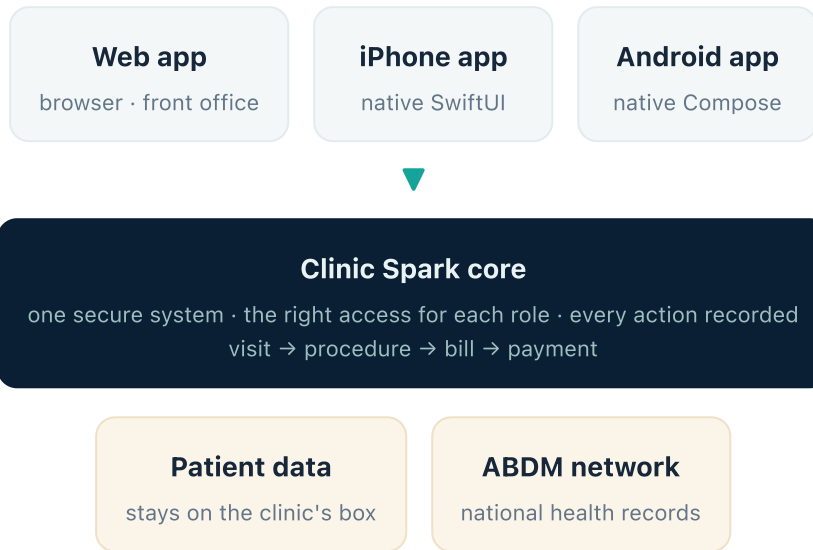 Web app
browser · front office
iPhone app
native SwiftUI
Android app
native Compose
Clinic Spark core
one secure system · the right access for each role · every action recorded
visit → procedure → bill → payment
Patient data
stays on the clinic's box
ABDM network
national health records